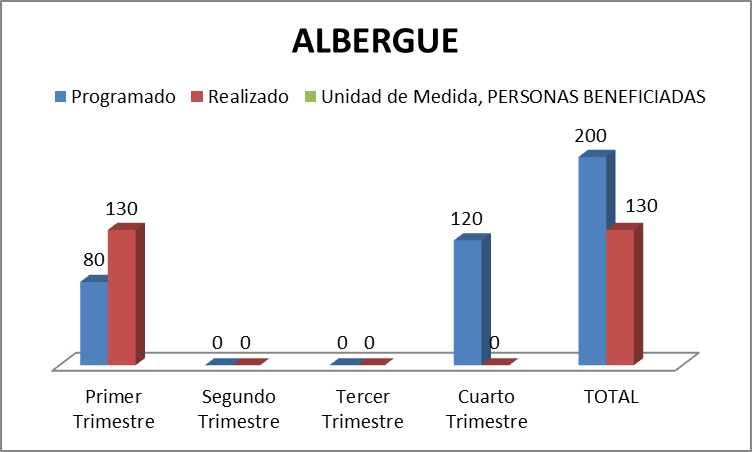 ALBERGUE
Programado Realizado Unidad de Medida, PERSONAS BENEFICIADAS
200
130
130
120
80
0 0 0 0 0
Primer Segundo Tercer Cuarto TOTAL
Trimestre Trimestre Trimestre Trimestre